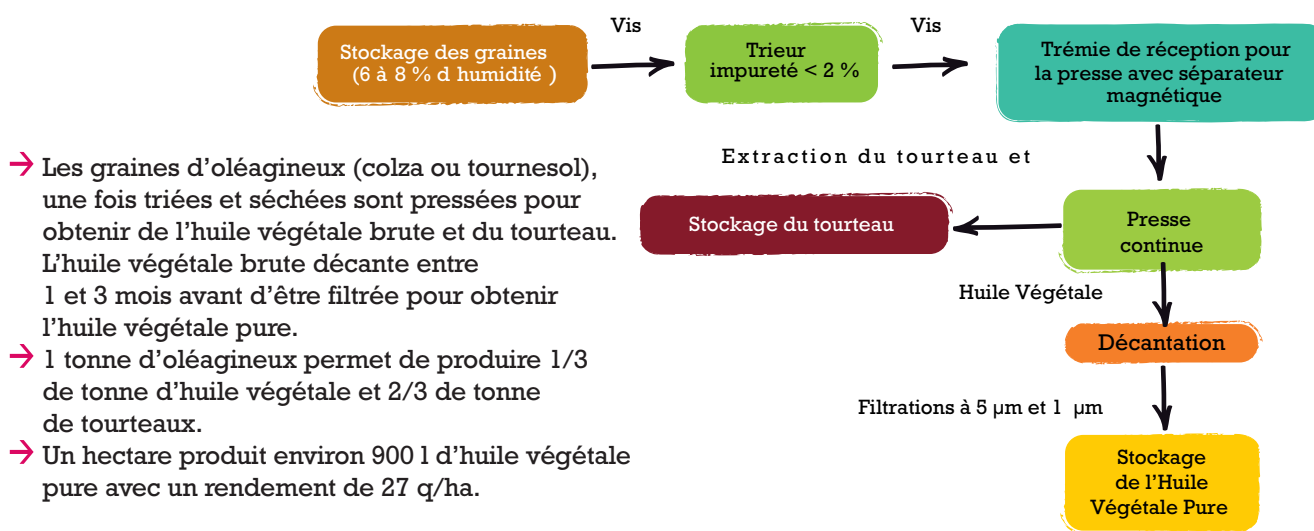 Vis
Vis
Stockage des graines
(6 à 8 % d humidité )
Trieur
impureté < 2 %
Trémie de réception pour
la presse avec séparateur
magnétique
→ Les graines d'oléagineux (colza ou tournesol),
une fois triées et séchées sont pressées pour
obtenir de l'huile végétale brute et du tourteau.
L'huile végétale brute décante entre
1 et 3 mois avant d'être filtrée pour obtenir
l'huile végétale pure.
→ 1 tonne d'oléagineux permet de produire 1/3
de tonne d'huile végétale et 2/3 de tonne
de tourteaux.
→ Un hectare produit environ 900 l d'huile végétale
pure avec un rendement de 27 q/ha.
Extraction du tourteau et
Stockage du tourteau
Presse
continue
Huile Végétale
Décantation
Filtrations à 5 µm et 1 µm
Stockage
de l'Huile
Végétale Pure